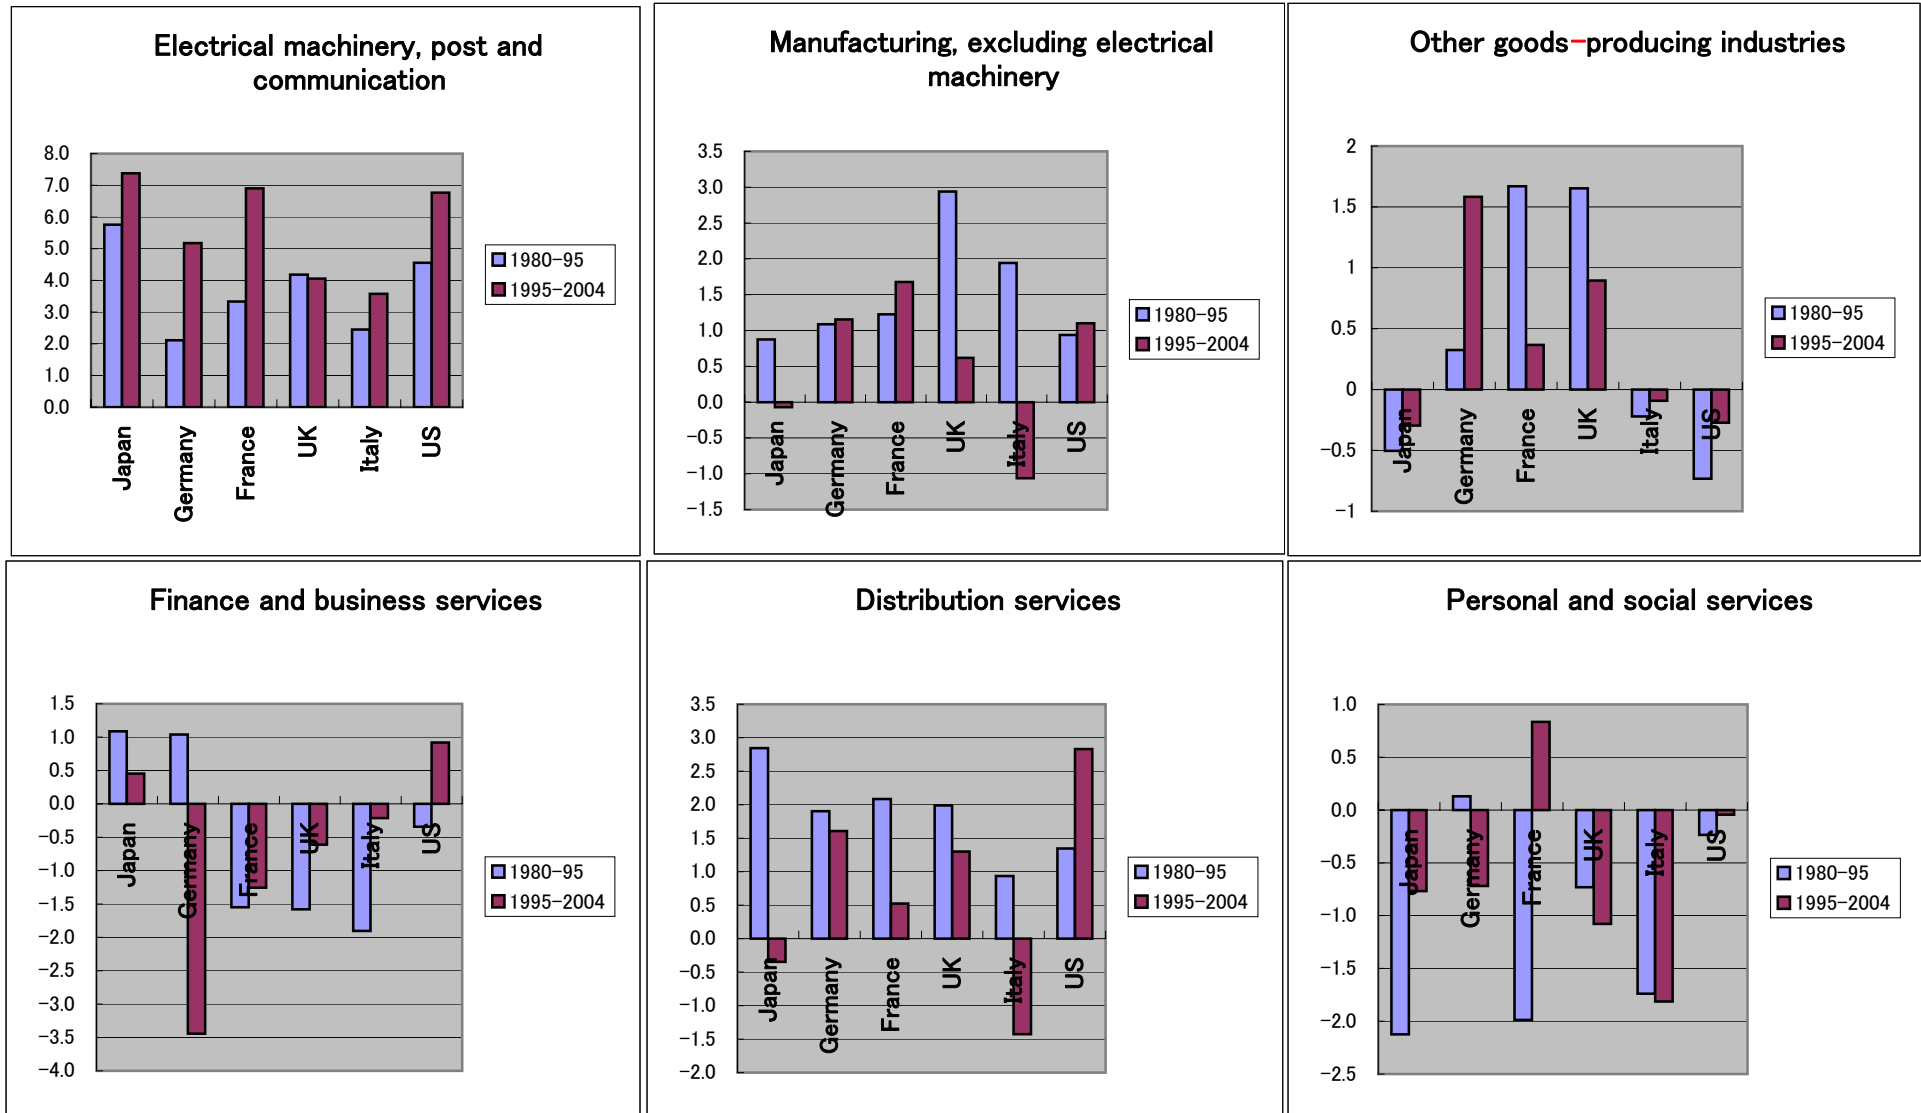 Electrical machinery, post and
communication
8.0
7.0
6.0
5.0
4.0
3.0
2.0
1.0
0.0
Japan
Germany
France
UK
Italy
US
1980-95
1995-2004
Manufacturing, excluding electrical
machinery
3.5
3.0
2.5
2.0
1.5
1.0
0.5
0.0
-0.5
-1.0
-1.5
Japan
Germany
France
UK
Italy
US
1980-95
1995-2004
Other goods-producing industries
2
1.5
1
0.5
0
-0.5
-1
Japan
Germany
France
UK
Italy
US
1980-95
1995-2004
Finance and business services
1.5
1.0
0.5
0.0
-0.5
-1.0
-1.5
-2.0
-2.5
-3.0
-3.5
-4.0
Japan
Germany
France
UK
Italy
US
1980-95
1995-2004
Distribution services
3.5
3.0
2.5
2.0
1.5
1.0
0.5
0.0
-0.5
-1.0
-1.5
-2.0
Japan
Germany
France
UK
Italy
US
1980-95
1995-2004
Personal and social services
1.0
0.5
0.0
-0.5
-1.0
-1.5
-2.0
-2.5
Japan
Germany
France
UK
Italy
US
1980-95
1995-2004